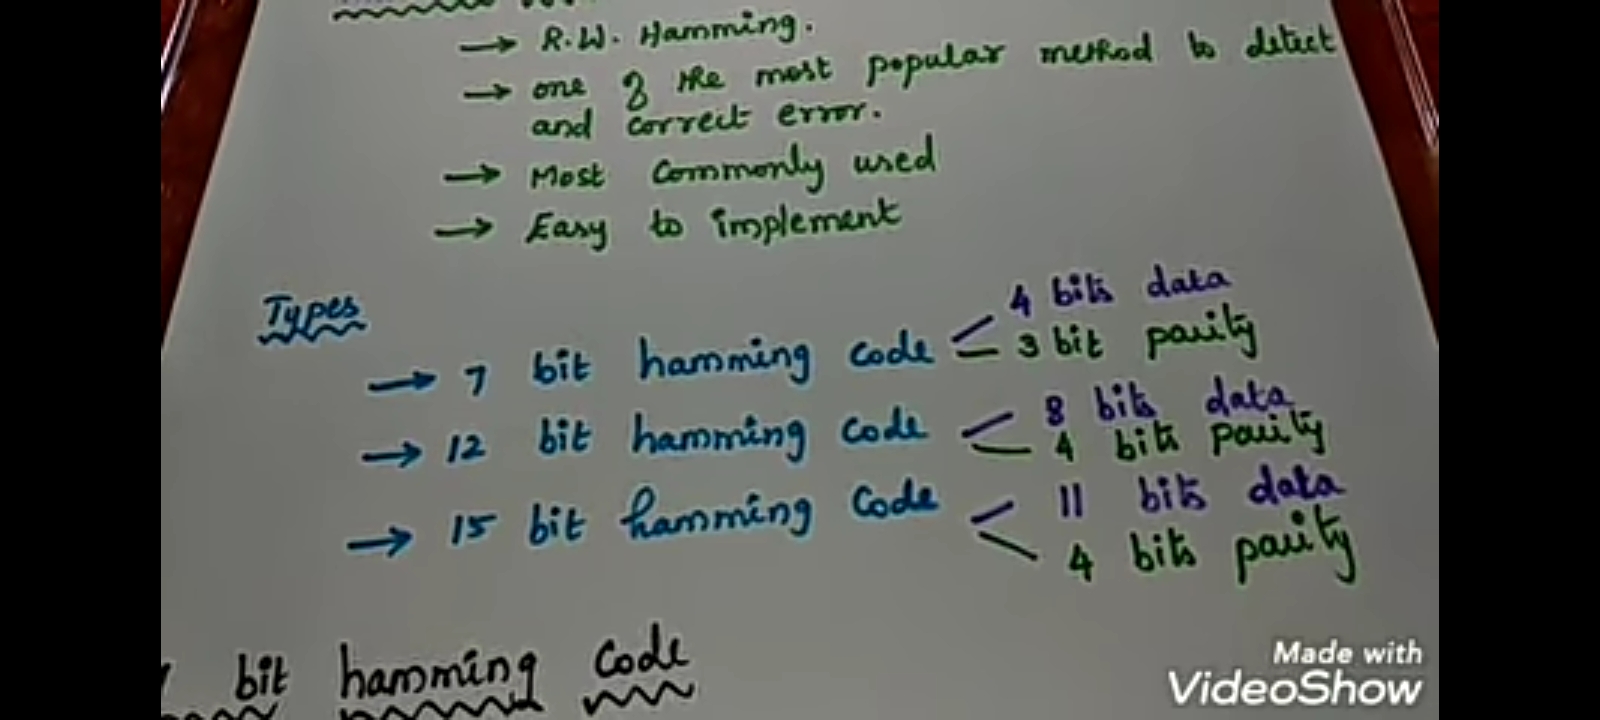 → R.W. Hamming.
→ one of the most popular method to detect
and correct error.
→ Most Commonly used
→ Easy to implement
Types
→ 7 bit hamming code 4 bits data
3 bit parity
→ 12 bit hamming code 8 bits data
4 bits parity
→ 15 bit hamming code 11 bits data
4 bits parity
bit hamming code
Made with
VideoShow